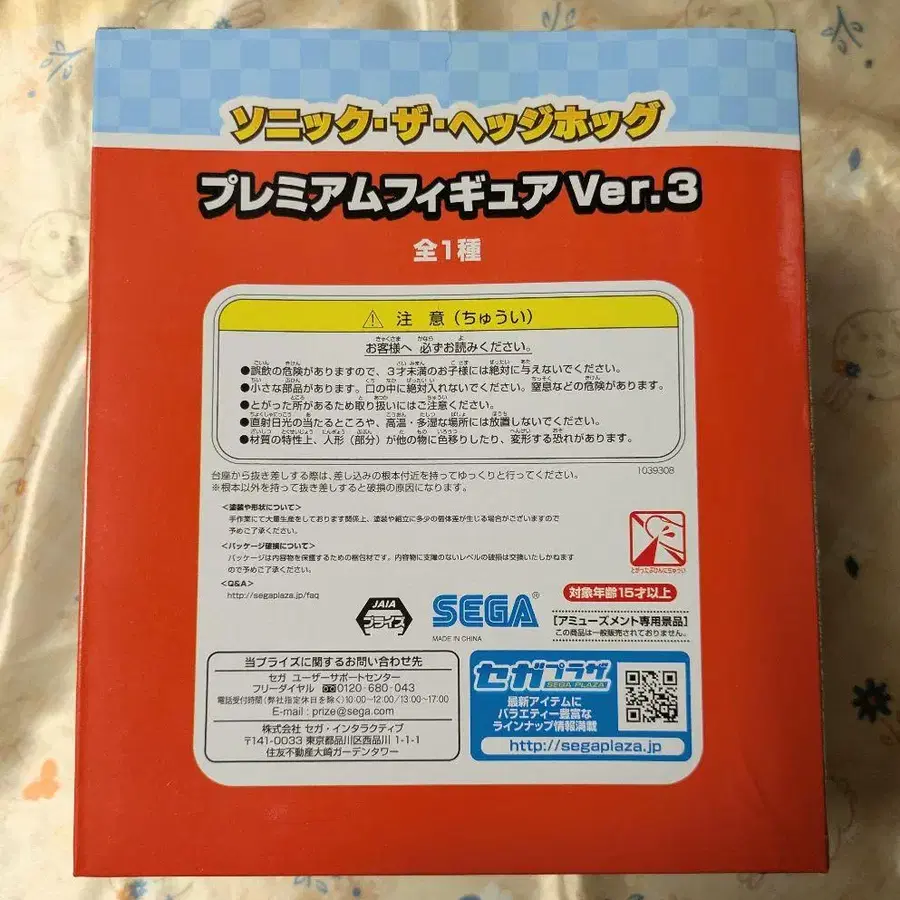 ソニック・ザ・ヘッジホッグ
プレミアムフィギュア Ver.3
全1種
⚠ 注 意（ちゅうい）
お客様へ 必ずお読みください。
●誤飲の危険がありますので、3才未満のお子様には絶対に与えないでください。
●小さな部品があります。口の中に絶対入れないでください。窒息などの危険があります。
●とがった所があるため取り扱いにはご注意ください。
●直射日光の当たるところや、高温・多湿な場所には放置しないでください。
●材質の特性上、人形（部分）が他の物に色移りしたり、変形する恐れがあります。
台座から抜き差しする際は、差し込みの根本付近を持ってゆっくりと行ってください。
※根本以外を持って抜き差しすると破損の原因になります。
1039308
<塗装や形状について>
手作業にて大量生産をしております関係上、塗装や組立に多少の個体差が生じる場合がございますので
予めご了承ください。
<パッケージ破損について>
パッケージは内容物を保護するための梱包材です。内容物に支障のないレベルの破損は交換いたしかねます
ので予めご了承ください。
<Q&A>
http://segaplaza.jp/faq
とがったぶひんにちゅうい
JAIA
プライズ
SEGA®
MADE IN CHINA
対象年齢15才以上
[アミューズメント専用景品]
この商品は一般販売されておりません。
当プライズに関するお問い合わせ先
セガ ユーザーサポートセンター
フリーダイヤル 0120-680-043
電話受付時間(弊社指定休日を除く)10:00~12:00/13:00~17:00
E-mail : prize@sega.com
株式会社 セガ・インタラクティブ
〒141-0033 東京都品川区西品川 1-1-1
住友不動産大崎ガーデンタワー
セガプラザ
SEGA PLAZA
最新アイテムに
バラエティー豊富な
ラインナップ情報満載
http://segaplaza.jp